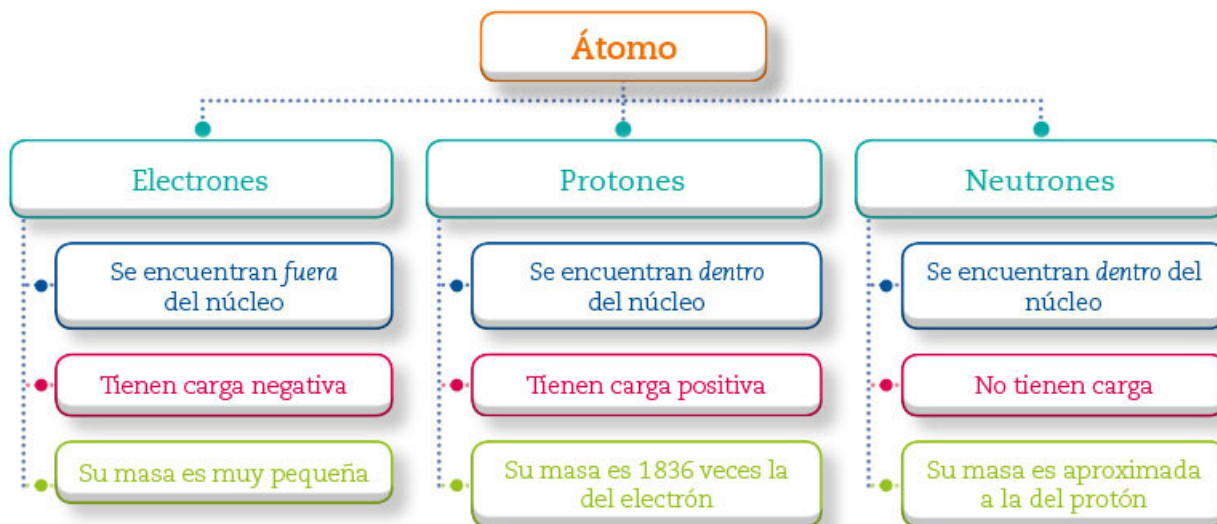 Átomo
Electrones
Se encuentran fuera
del núcleo
Tienen carga negativa
Su masa es muy pequeña
Protones
Se encuentran dentro
del núcleo
Tienen carga positiva
Su masa es 1836 veces la
del electrón
Neutrones
Se encuentran dentro del
núcleo
No tienen carga
Su masa es aproximada
a la del protón